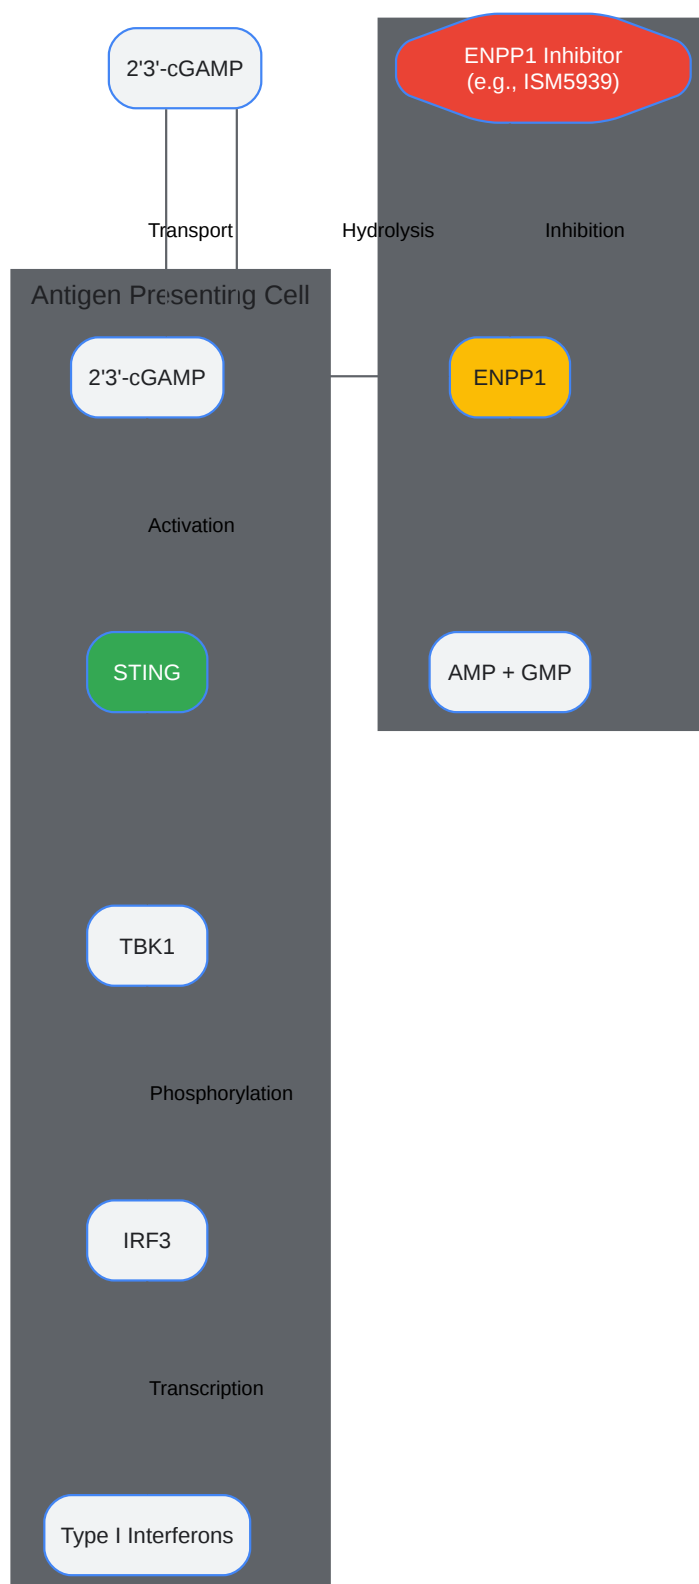 2'3'-cGAMP
ENPP1 Inhibitor
(e.g., ISM5939)
Transport
Hydrolysis
Inhibition
Antigen Presenting Cell
2'3'-cGAMP
ENPP1
Activation
STING
AMP + GMP
TBK1
Phosphorylation
IRF3
Transcription
Type I Interferons